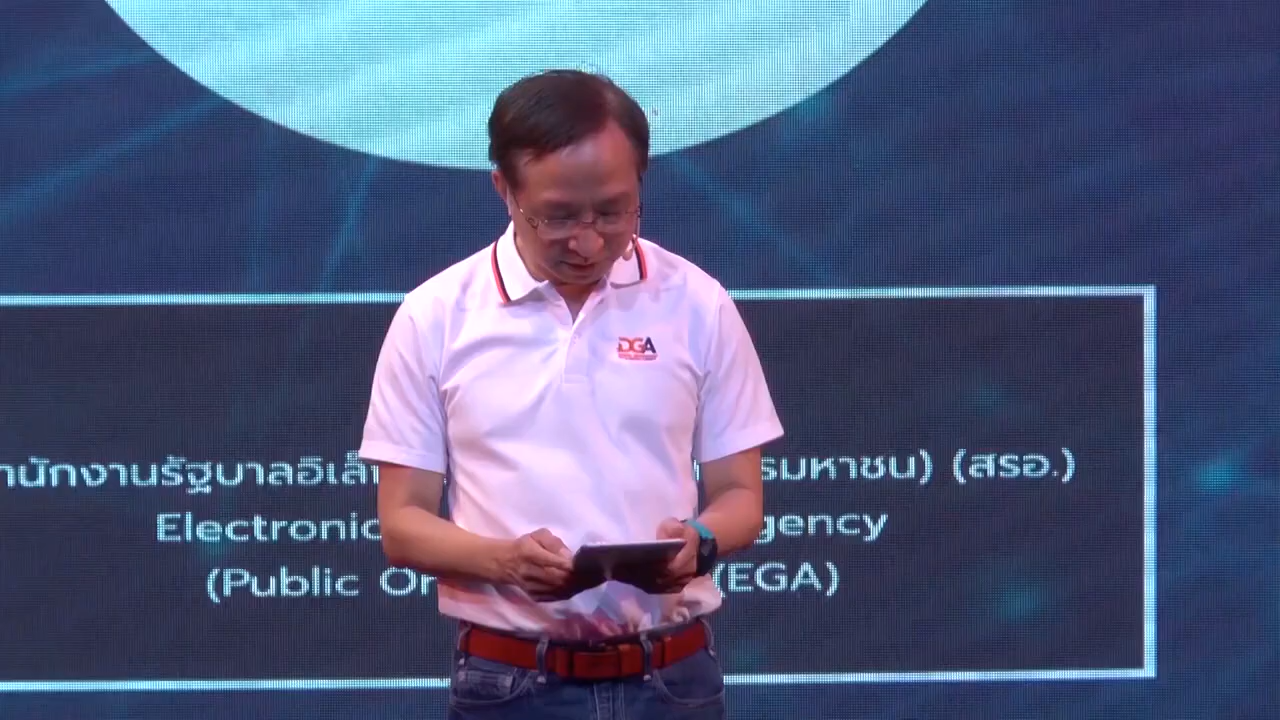 DGA
านักงานรัฐบาลอิเล็ รมหาชน) (สรอ.)
Electronic gency
(Public Or (EGA)